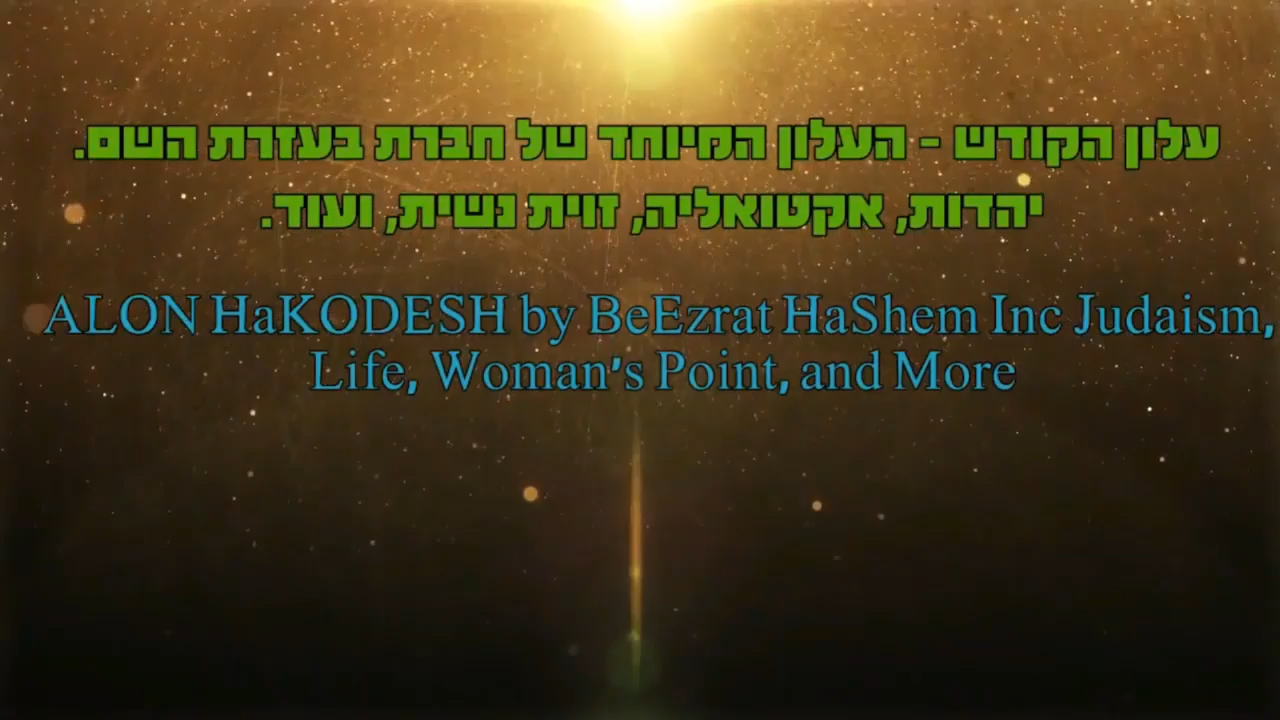 עלון הקודש - העלון המיוחד של חברת בעזרת השם.
יהדות, אקטואליה, זוית נשית, ועוד.
ALON HaKODESH by BeEzrat HaShem Inc Judaism,
Life, Woman's Point, and More